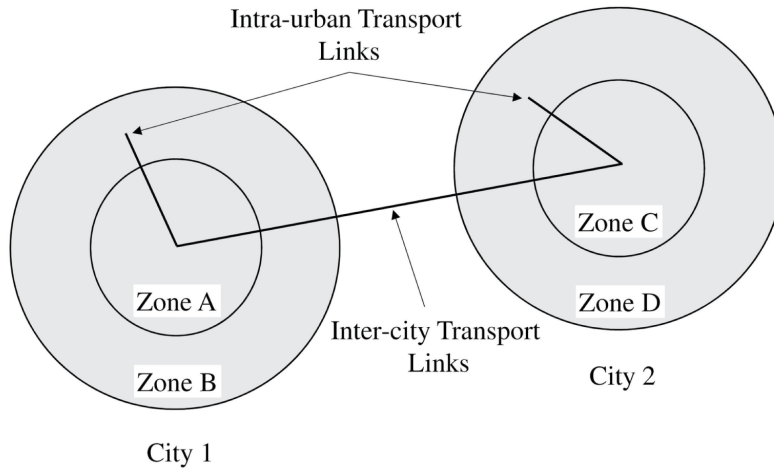 Intra-urban Transport
Links
Zone C
Zone A
Zone D
Inter-city Transport
Links
Zone B
City 2
City 1